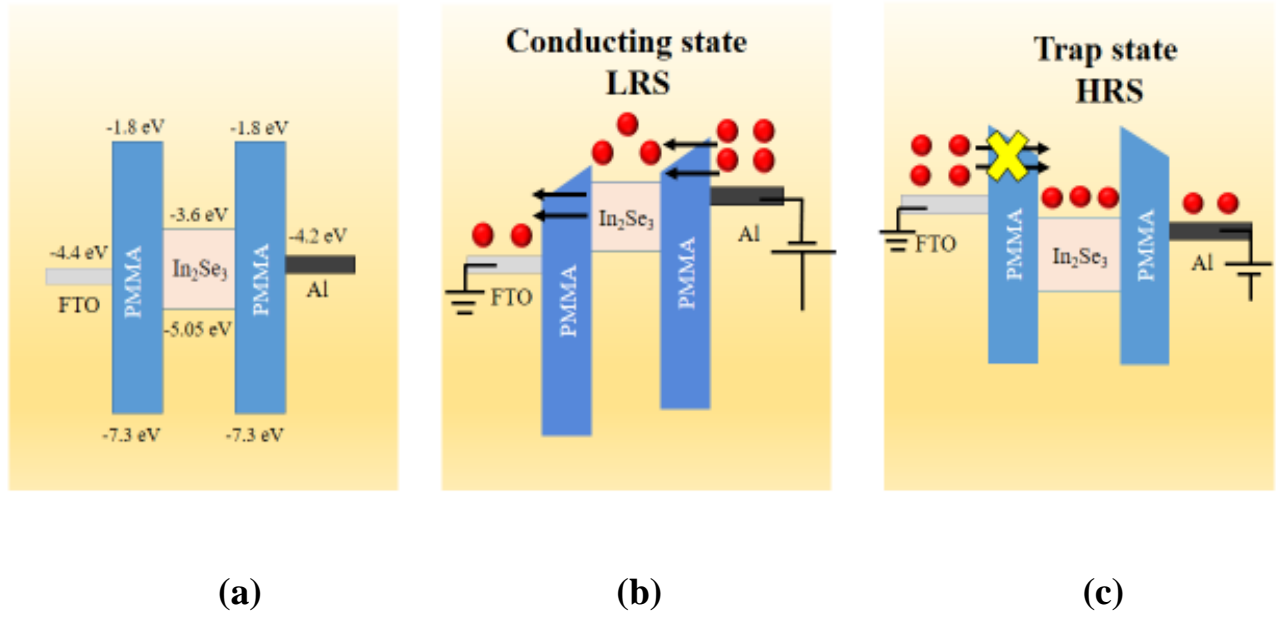 -1.8 eV
-1.8 eV
-3.6 eV
-4.4 eV
-4.2 eV
PMMA
In₂Se₃
PMMA
FTO
Al
-5.05 eV
-7.3 eV
-7.3 eV
(a)
Conducting state
LRS
In₂Se₃
PMMA
Al
FTO
PMMA
(b)
Trap state
HRS
PMMA
PMMA
FTO
In₂Se₃
Al
(c)